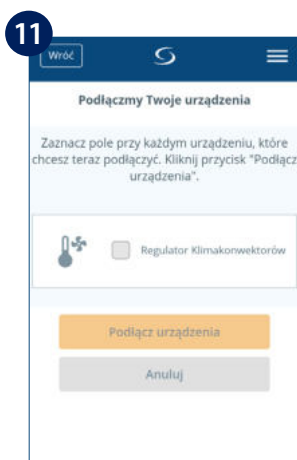 11
Wróć
Podłączmy Twoje urządzenia
Zaznacz pole przy każdym urządzeniu, które
chcesz teraz podłączyć. Kliknij przycisk "Podłącz
urządzenia".
Regulator Klimakonwektorów
Podłącz urządzenia
Anuluj